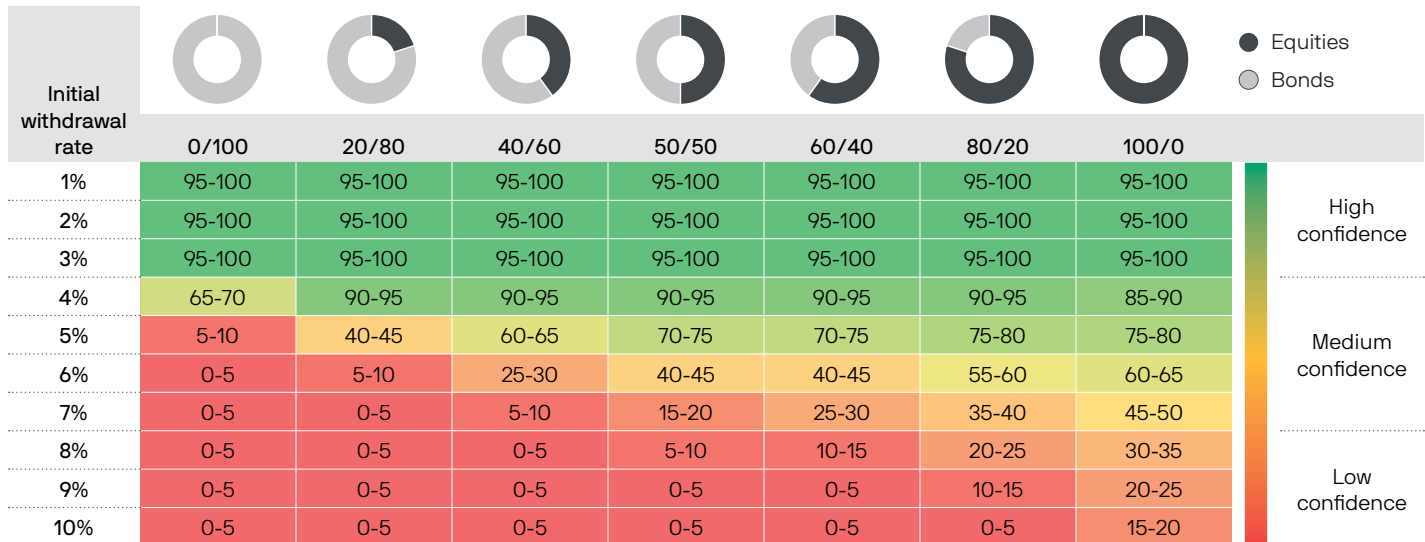 Equities
Bonds
Initial
withdrawal
rate
0/100 20/80 40/60 50/50 60/40 80/20 100/0
1% 95-100 95-100 95-100 95-100 95-100 95-100 95-100
2% 95-100 95-100 95-100 95-100 95-100 95-100 95-100
3% 95-100 95-100 95-100 95-100 95-100 95-100 95-100
4% 65-70 90-95 90-95 90-95 90-95 90-95 85-90
5% 5-10 40-45 60-65 70-75 70-75 75-80 75-80
6% 0-5 5-10 25-30 40-45 40-45 55-60 60-65
7% 0-5 0-5 5-10 15-20 25-30 35-40 45-50
8% 0-5 0-5 0-5 5-10 10-15 20-25 30-35
9% 0-5 0-5 0-5 0-5 0-5 10-15 20-25
10% 0-5 0-5 0-5 0-5 0-5 0-5 15-20
High
confidence
Medium
confidence
Low
confidence